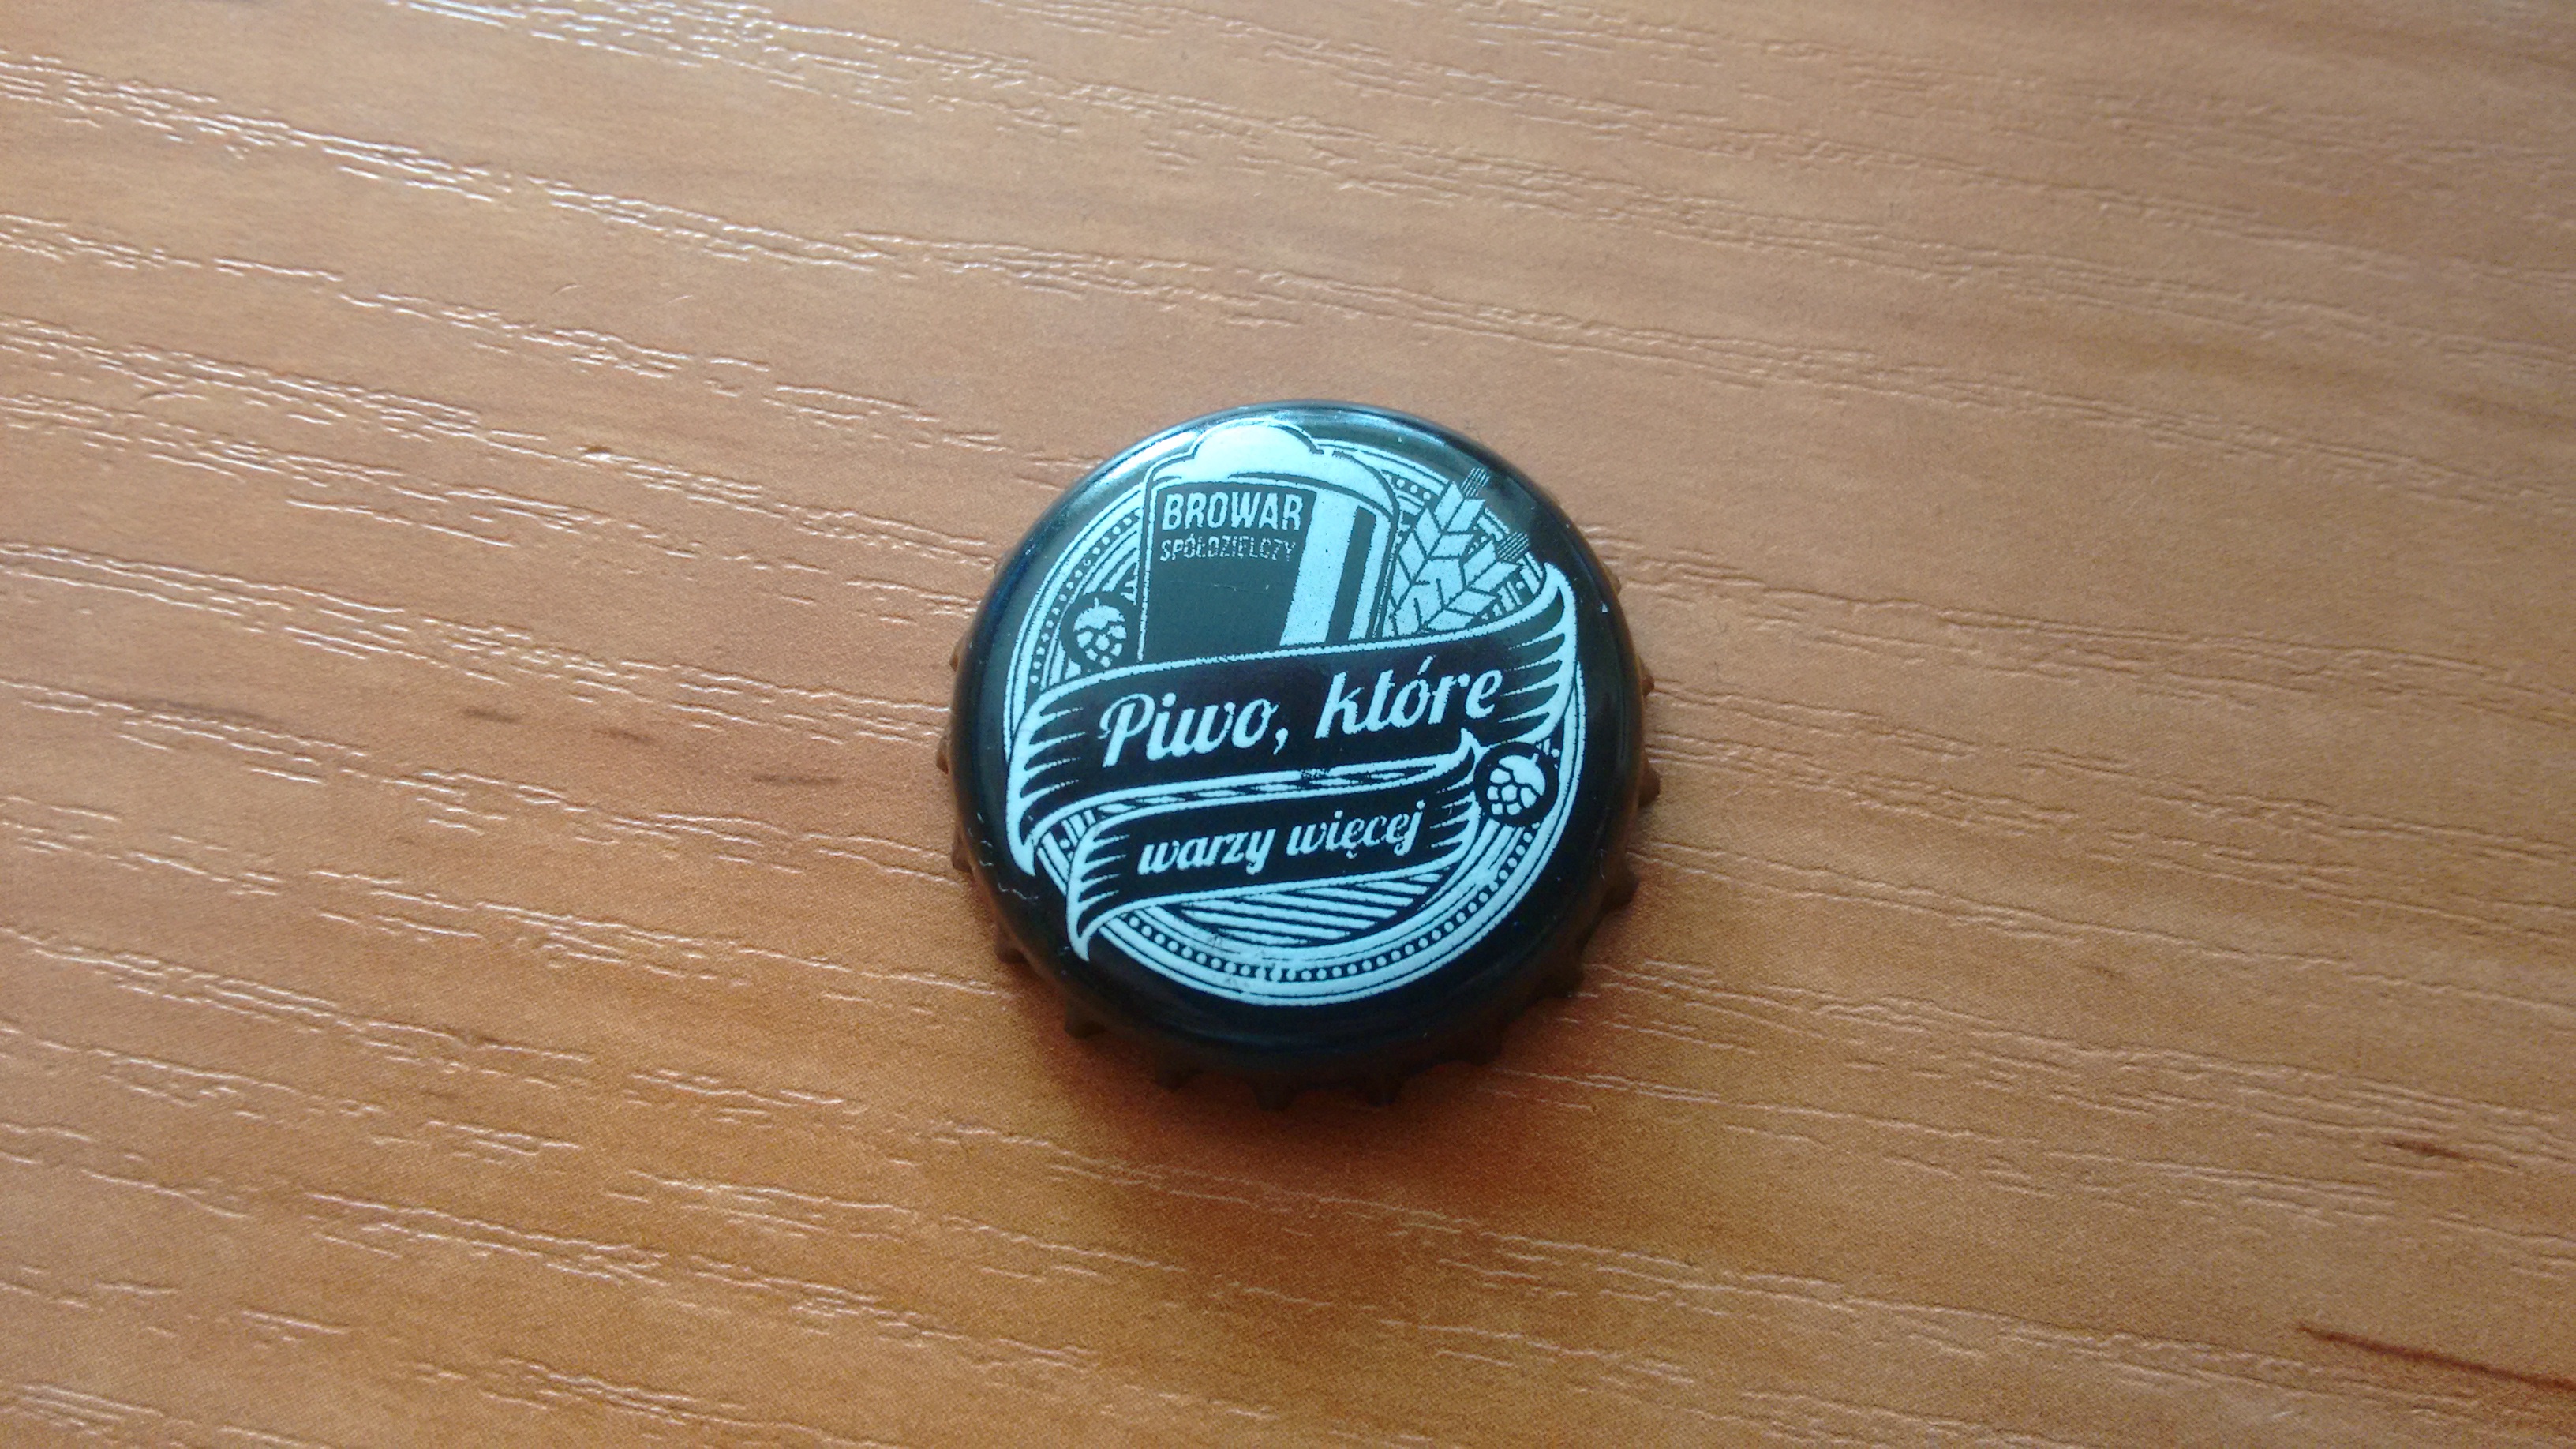 BROWAR
SPÓŁDZIELCZY
Piwo, które
warzy więcej